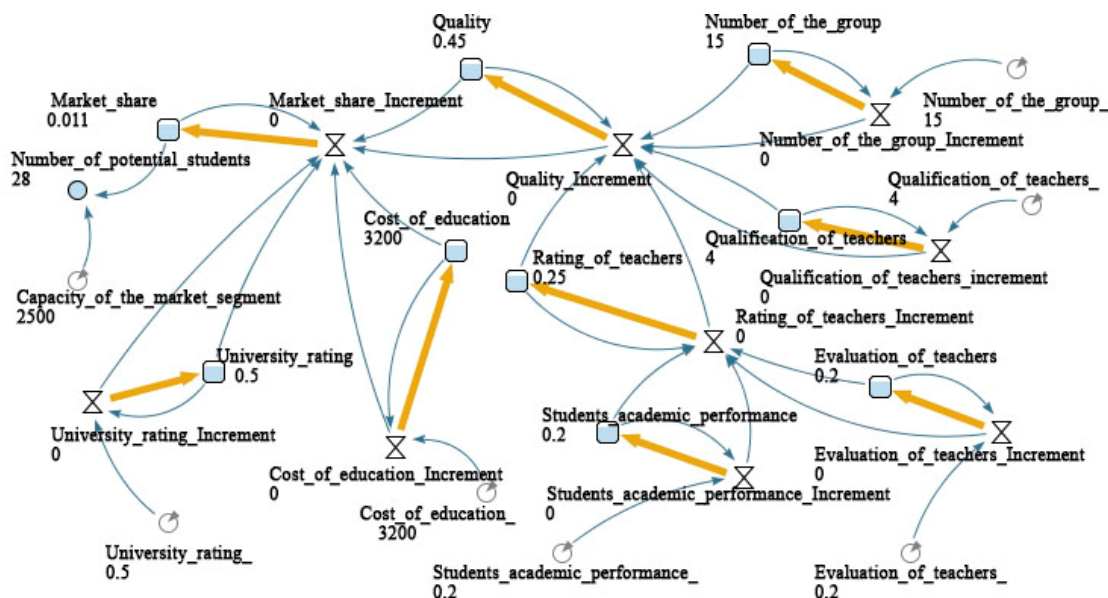 Quality
0.45
Number_of_the_group
15
Market_share
0.011
Market_share_Increment
0
Number_of_the_group_
15
Number_of_the_group_Increment
0
Number_of_potential_students
28
Quality_Increment
0
Qualification_of_teachers_
4
Cost_of_education
3200
Qualification_of_teachers
4
Rating_of_teachers
0.25
Qualification_of_teachers_increment
0
Capacity_of_the_market_segment
2500
Rating_of_teachers_Increment
0
University_rating
0.5
Evaluation_of_teachers
0.2
Students_academic_performance
0.2
University_rating_Increment
0
Evaluation_of_teachers_Increment
0
Cost_of_education_Increment
0
Students_academic_performance_Increment
0
Cost_of_education_
3200
University_rating_
0.5
Students_academic_performance_
0.2
Evaluation_of_teachers_
0.2